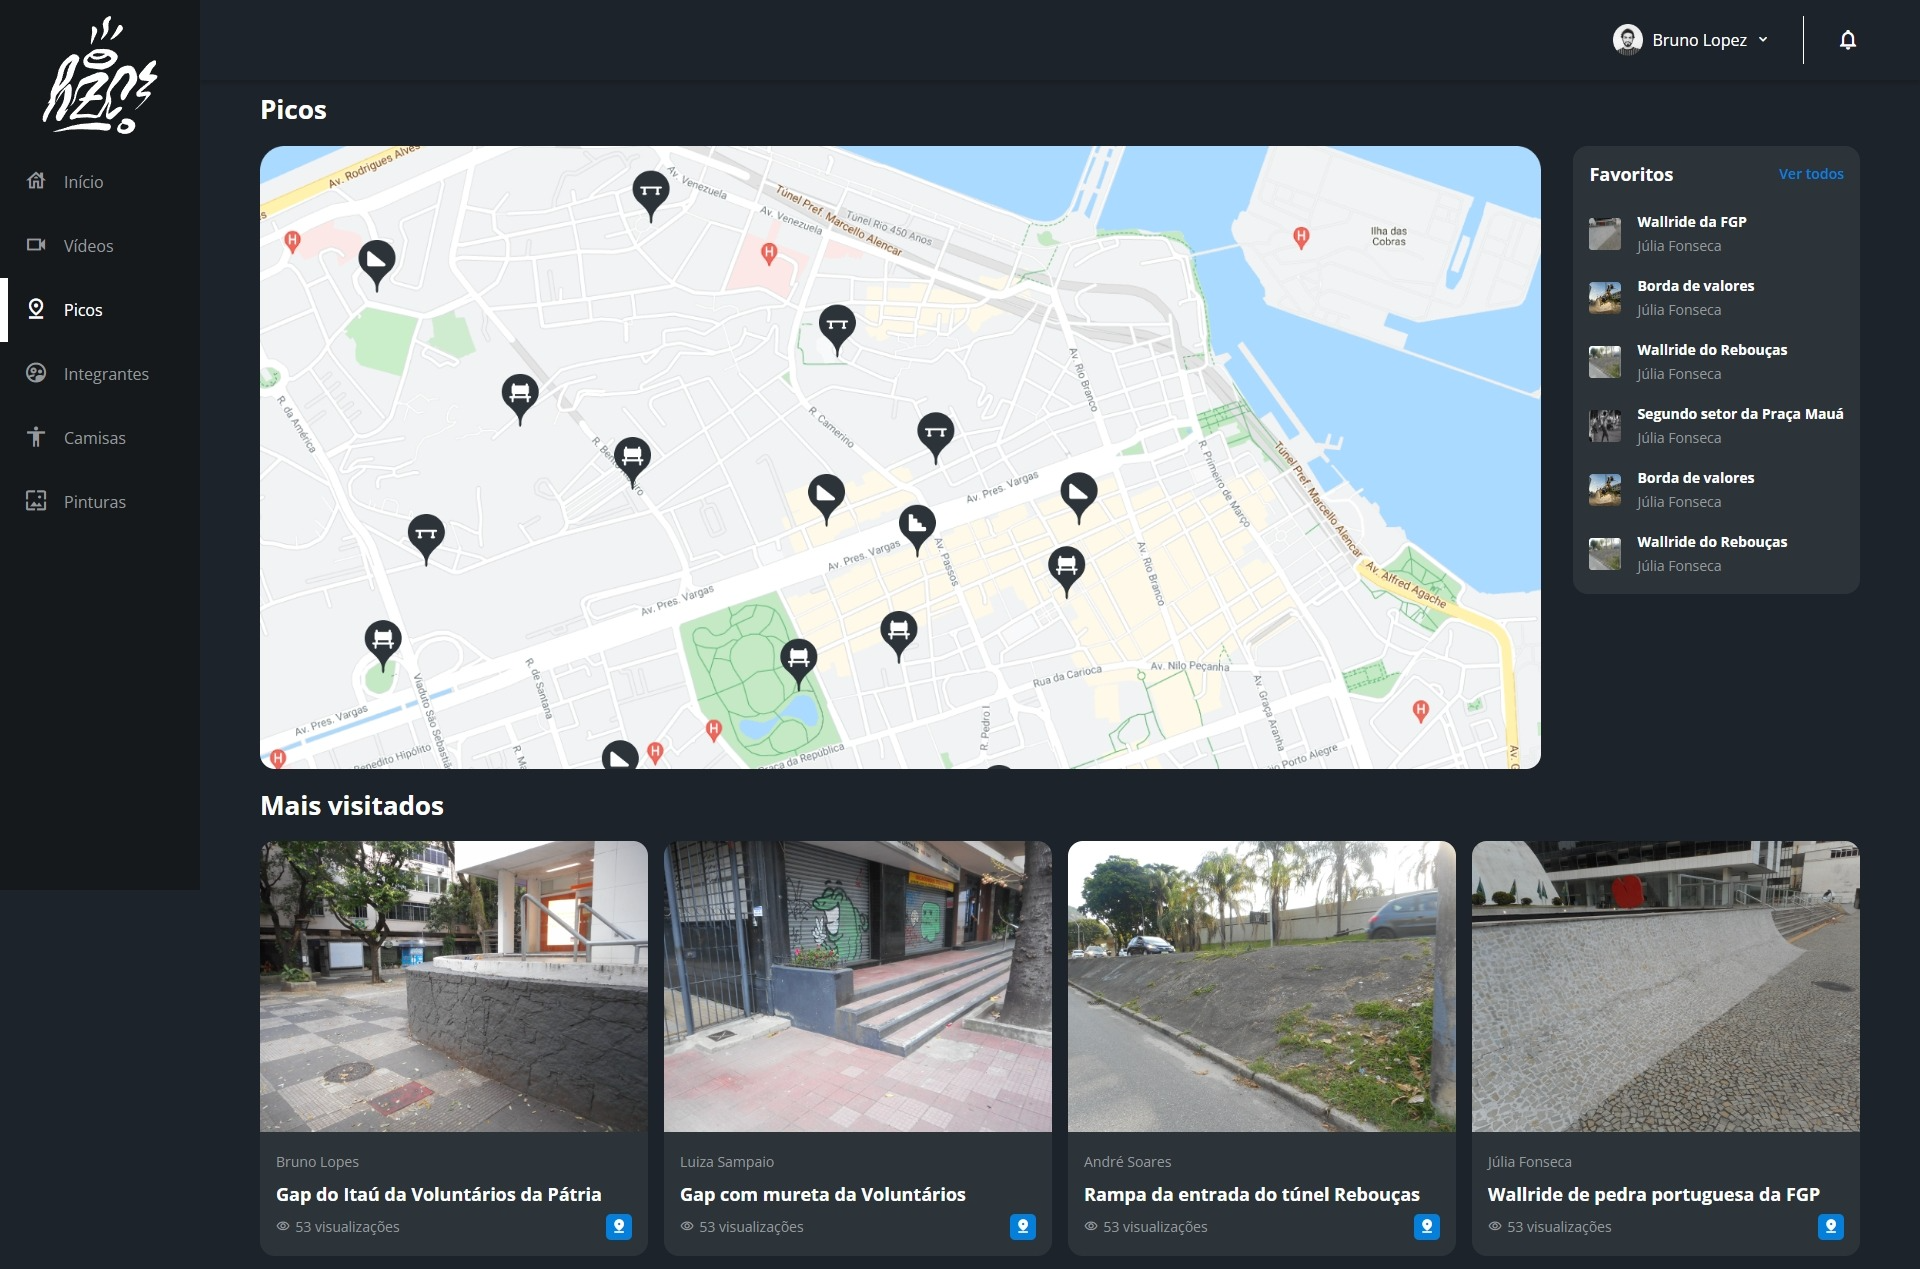 Rzos
Início
Vídeos
Picos
Integrantes
Camisas
Pinturas
Bruno Lopez
Picos
Av. Rodrigues Alves
Av. Venezuela
Av. Venezuela
Túnel Pref. Marcello Alencar
Túnel Rio 450 Anos
H
H
H
Ilha das
Cobras
R. da América
R. Camerino
Av. Rio Branco
Av. Pres. Vargas
R. Primeiro de Março
Túnel Pref. Marcello Alencar
Av. Pres. Vargas
Av. Passos
Av. Rio Branco
Av. Alfred Agache
Av. Pres. Vargas
Rua da Carioca
Av. Nilo Peçanha
R. de Santana
Viaduto São Sebastião
Av. Graça Aranha
Av. Pres. Vargas
R. Pedro I
H
H
H
H
Benedito Hipólito
Praça da República
Porto Alegre
Favoritos
Ver todos
Wallride da FGP
Júlia Fonseca
Borda de valores
Júlia Fonseca
Wallride do Rebouças
Júlia Fonseca
Segundo setor da Praça Mauá
Júlia Fonseca
Borda de valores
Júlia Fonseca
Wallride do Rebouças
Júlia Fonseca
Mais visitados
Bruno Lopes
Gap do Itaú da Voluntários da Pátria
53 visualizações
Luiza Sampaio
Gap com mureta da Voluntários
53 visualizações
André Soares
Rampa da entrada do túnel Rebouças
53 visualizações
Júlia Fonseca
Wallride de pedra portuguesa da FGP
53 visualizações